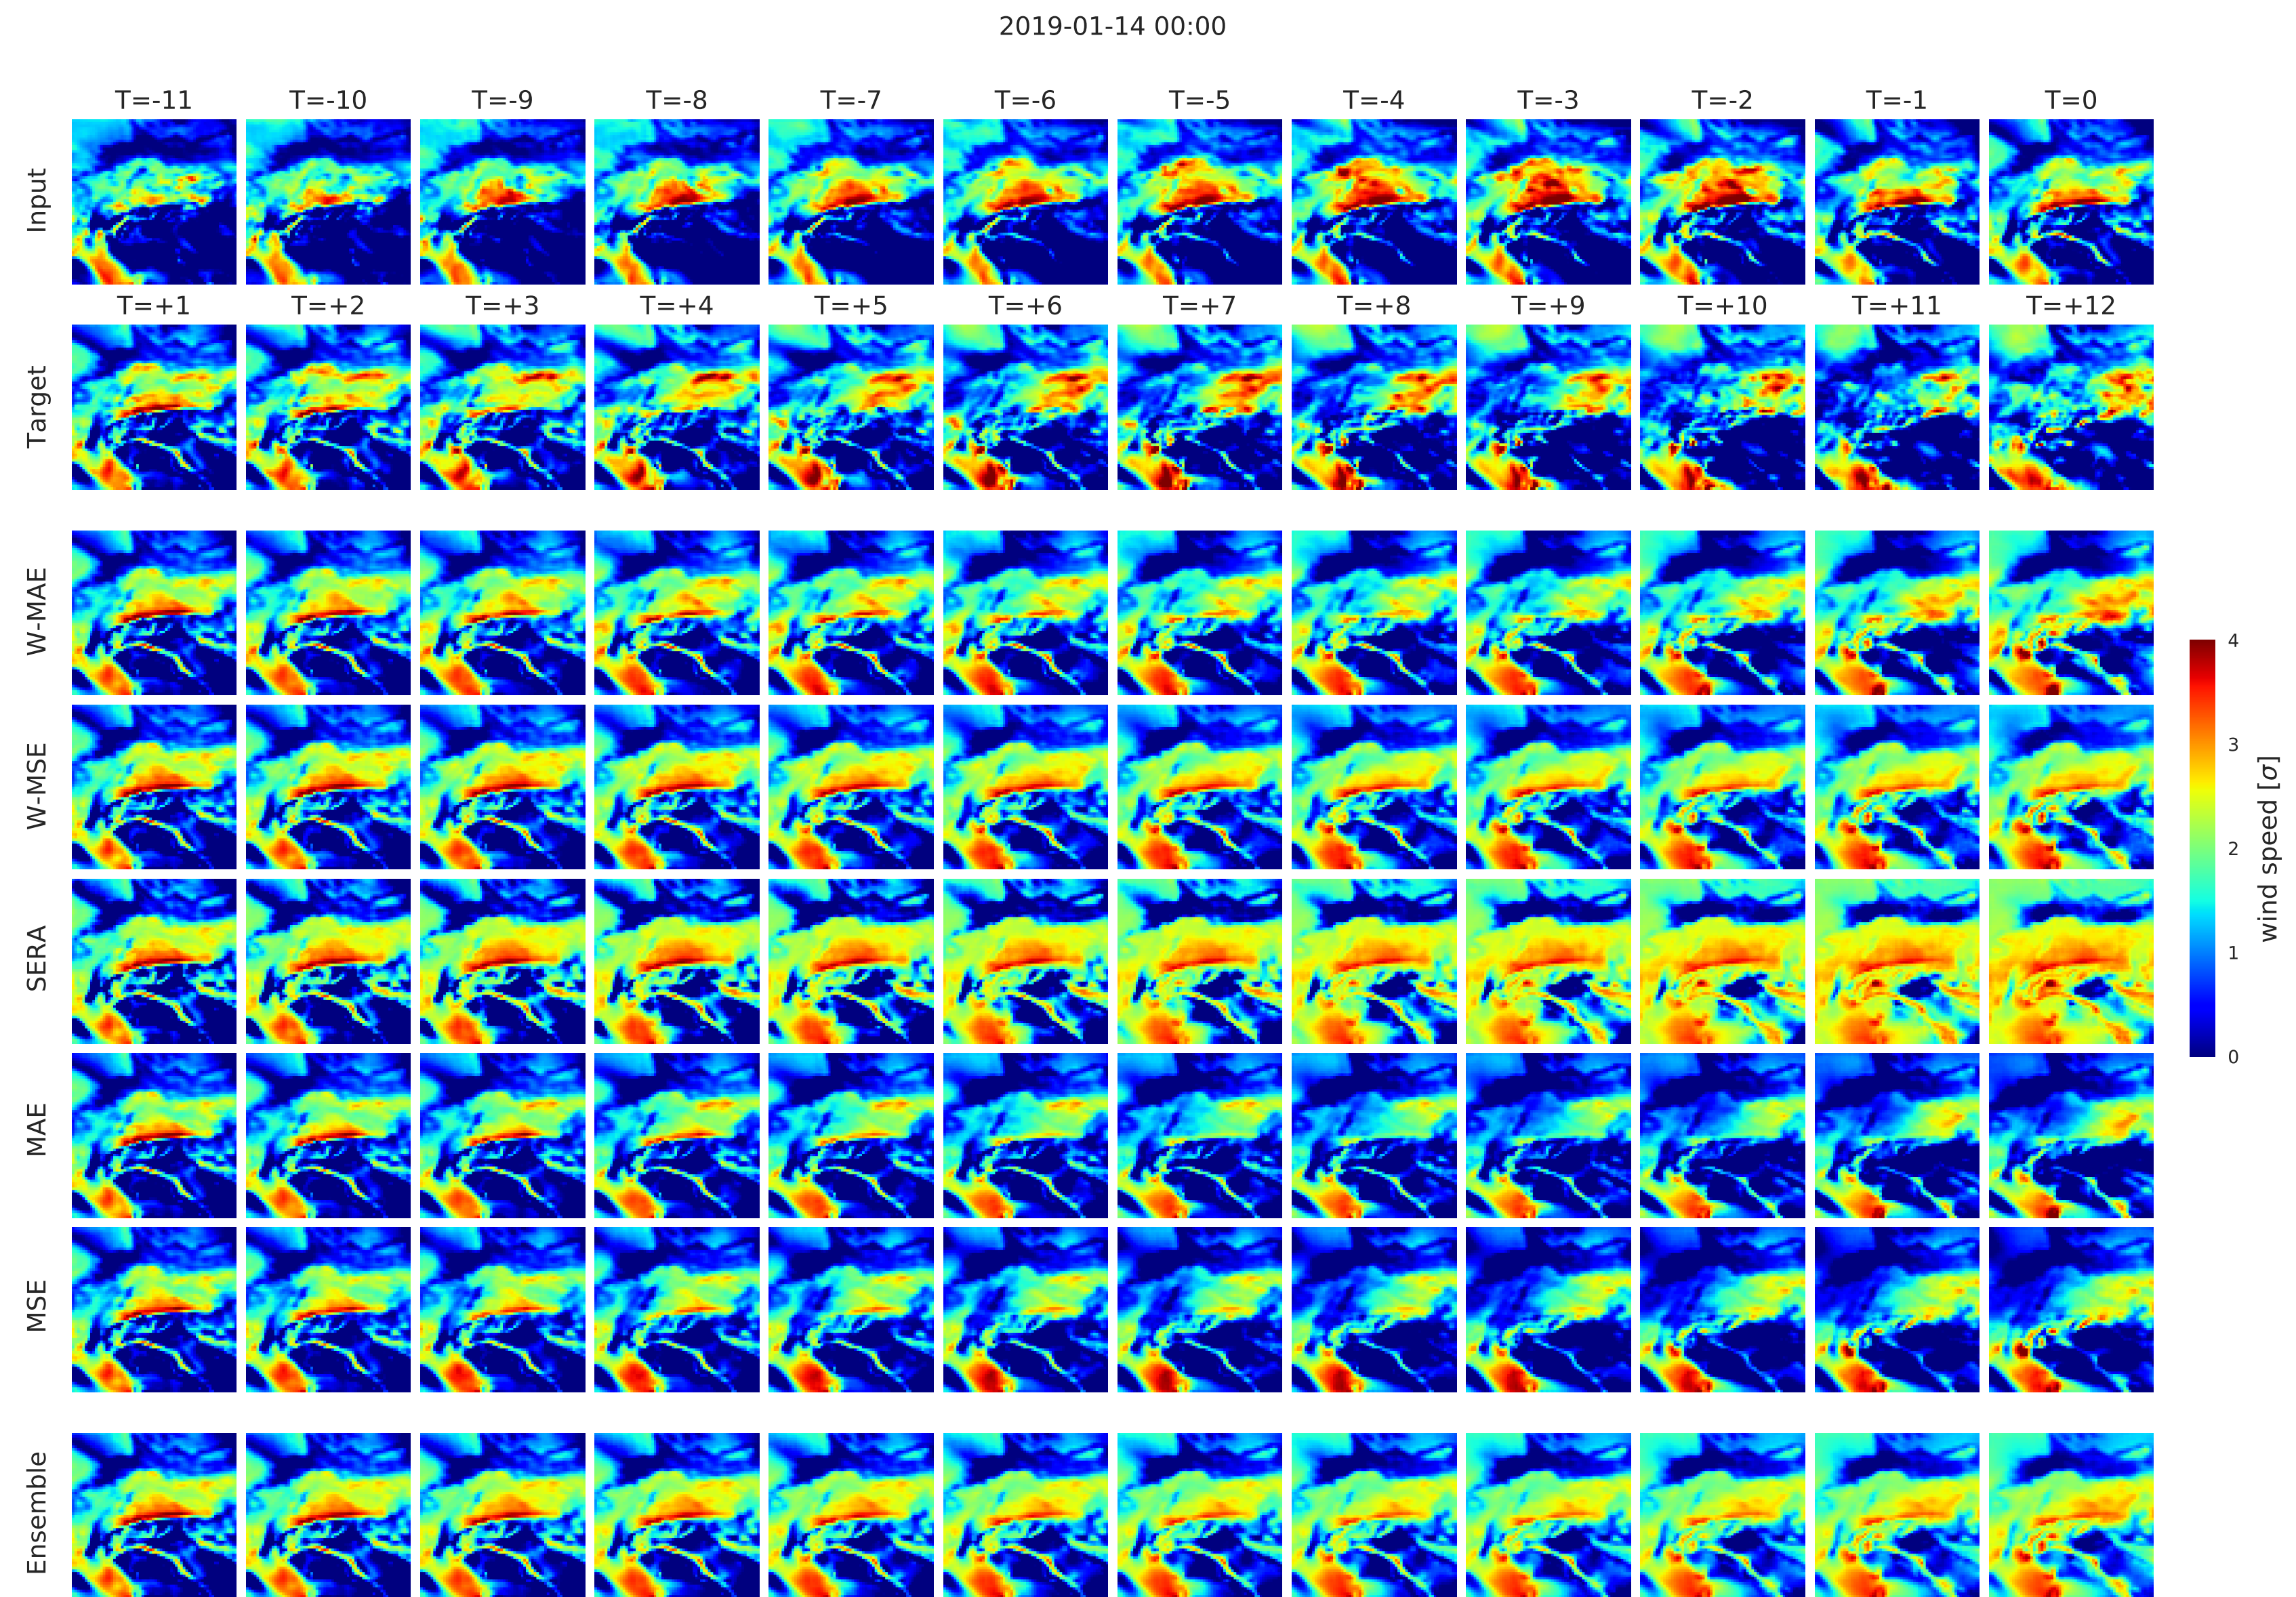 2019-01-14 00:00
T=-11 T=-10 T=-9 T=-8 T=-7 T=-6 T=-5 T=-4 T=-3 T=-2 T=-1 T=0
Input
T=+1 T=+2 T=+3 T=+4 T=+5 T=+6 T=+7 T=+8 T=+9 T=+10 T=+11 T=+12
Target
W-MAE
W-MSE
SERA
MAE
MSE
Ensemble
4
3
2
1
0
wind speed [σ]